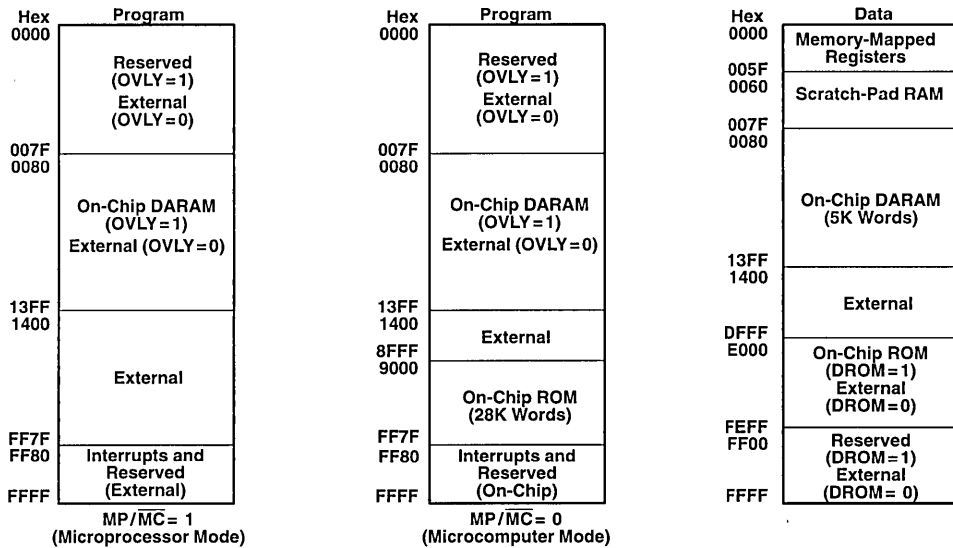 Hex Program
0000
Reserved
(OVLY=1)
External
(OVLY=0)
007F
0080
On-Chip DARAM
(OVLY=1)
External (OVLY=0)
13FF
1400
External
FF7F
FF80
Interrupts and
Reserved
(External)
FFFF
MP/M̅C̅= 1
(Microprocessor Mode)
Hex Program
0000
Reserved
(OVLY=1)
External
(OVLY=0)
007F
0080
On-Chip DARAM
(OVLY=1)
External (OVLY=0)
13FF
1400
External
8FFF
9000
On-Chip ROM
(28K Words)
FF7F
FF80
Interrupts and
Reserved
(On-Chip)
FFFF
MP/M̅C̅= 0
(Microcomputer Mode)
Hex Data
0000
Memory-Mapped
Registers
005F
0060
Scratch-Pad RAM
007F
0080
On-Chip DARAM
(5K Words)
13FF
1400
External
DFFF
E000
On-Chip ROM
(DROM=1)
External
(DROM=0)
FEFF
FF00
Reserved
(DROM=1)
External
(DROM= 0)
FFFF